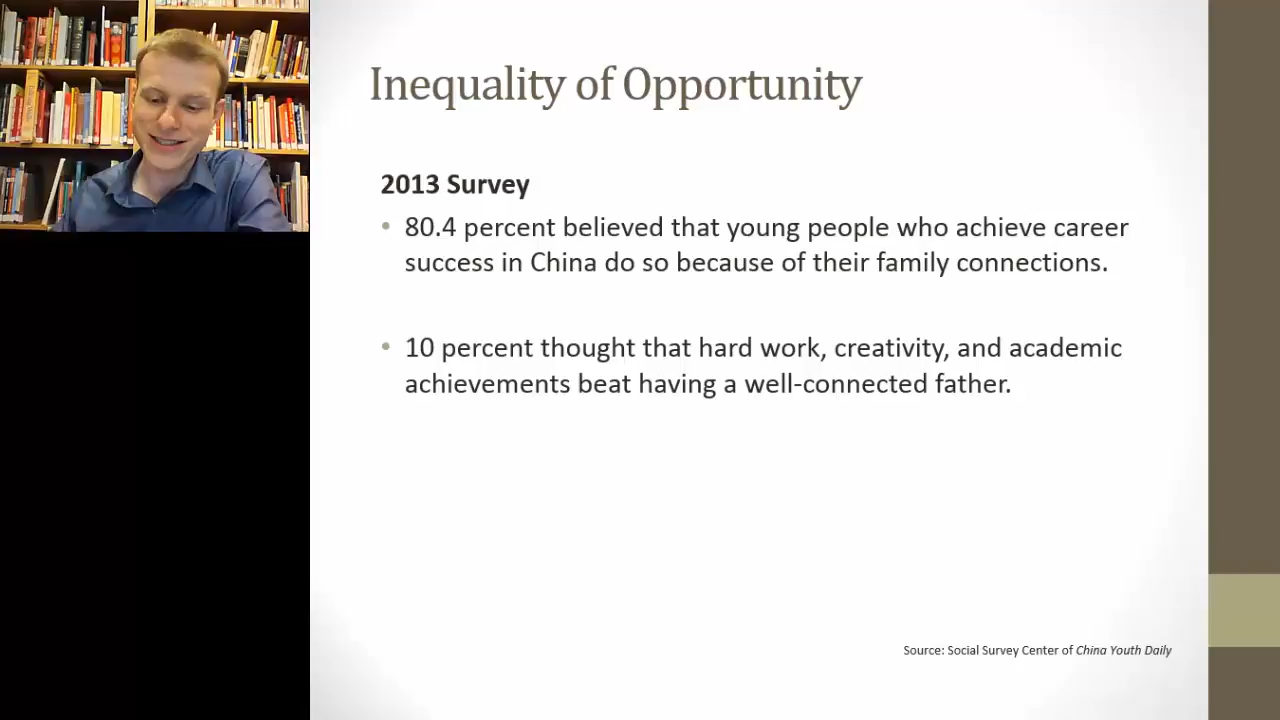 Inequality of Opportunity
2013 Survey
• 80.4 percent believed that young people who achieve career
success in China do so because of their family connections.
• 10 percent thought that hard work, creativity, and academic
achievements beat having a well-connected father.
Source: Social Survey Center of China Youth Daily